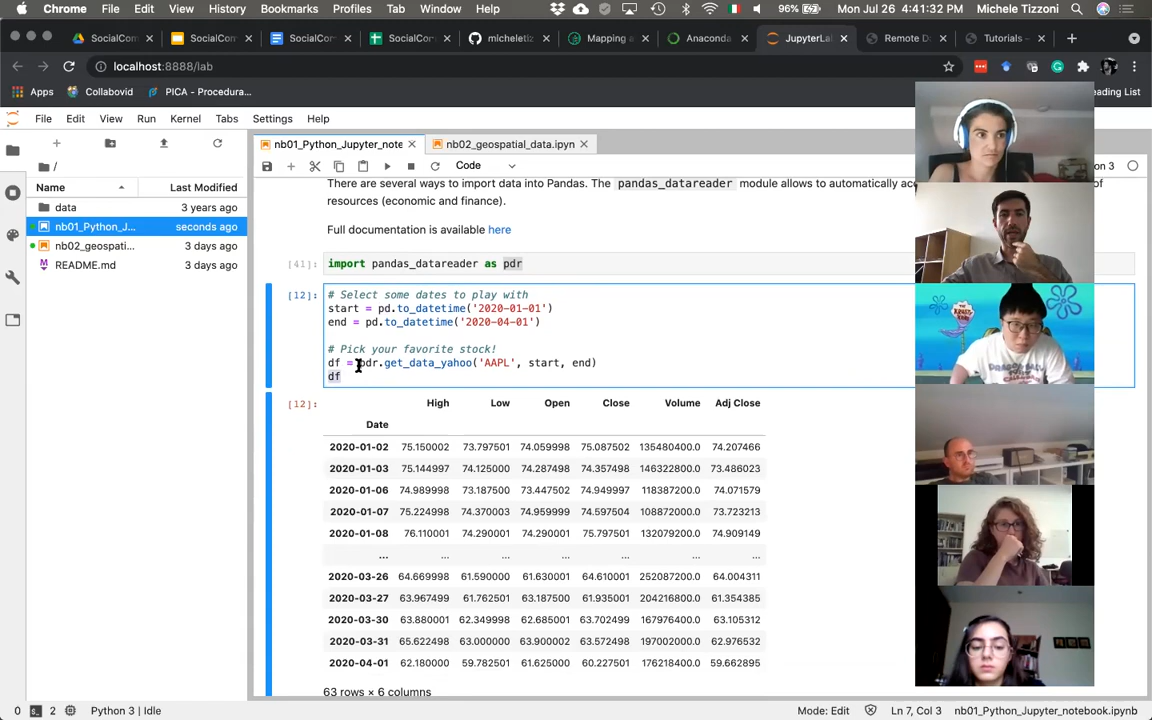 Chrome File Edit View History Bookmarks Profiles Tab Window Help 96% Mon Jul 26 4:41:32 PM Michele Tizzoni
SocialCom SocialCor SocialCon SocialCor micheletiz Mapping a Anaconda JupyterLa Remote D Tutorials –
localhost:8888/lab
Apps Collabovid PICA - Procedura... eading List
File Edit View Run Kernel Tabs Settings Help
nb01_Python_Jupyter_note nb02_geospatial_data.ipyn
/
Code
n 3
Name Last Modified
data 3 years ago
nb01_Python_J... seconds ago
nb02_geospati... 3 days ago
README.md 3 days ago
There are several ways to import data into Pandas. The pandas_datareader module allows to automatically acc of
resources (economic and finance).
Full documentation is available here
[41]: import pandas_datareader as pdr
[12]: # Select some dates to play with
start = pd.to_datetime('2020-01-01')
end = pd.to_datetime('2020-04-01')
# Pick your favorite stock!
df = pdr.get_data_yahoo('AAPL', start, end)
df
[12]: High Low Open Close Volume Adj Close
Date
2020-01-02 75.150002 73.797501 74.059998 75.087502 135480400.0 74.207466
2020-01-03 75.144997 74.125000 74.287498 74.357498 146322800.0 73.486023
2020-01-06 74.989998 73.187500 73.447502 74.949997 118387200.0 74.071579
2020-01-07 75.224998 74.370003 74.959999 74.597504 108872000.0 73.723213
2020-01-08 76.110001 74.290001 74.290001 75.797501 132079200.0 74.909149
... ... ... ... ... ... ...
2020-03-26 64.669998 61.590000 61.630001 64.610001 252087200.0 64.004311
2020-03-27 63.967499 61.762501 63.187500 61.935001 204216800.0 61.354385
2020-03-30 63.880001 62.349998 62.685001 63.702499 167976400.0 63.105312
2020-03-31 65.622498 63.000000 63.900002 63.572498 197002000.0 62.976532
2020-04-01 62.180000 59.782501 61.625000 60.227501 176218400.0 59.662895
63 rows × 6 columns
0 2 Python 3 | Idle Mode: Edit Ln 7, Col 3 nb01_Python_Jupyter_notebook.ipynb